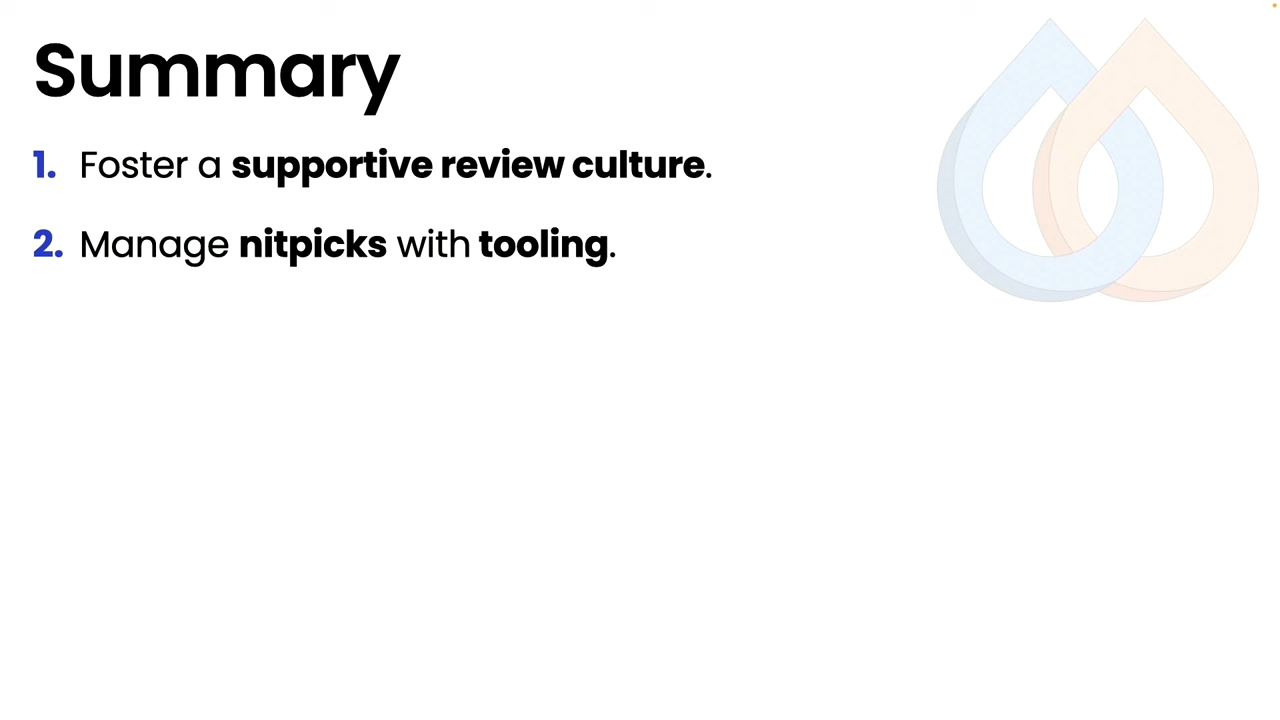 Summary
1. Foster a supportive review culture.
2. Manage nitpicks with tooling.